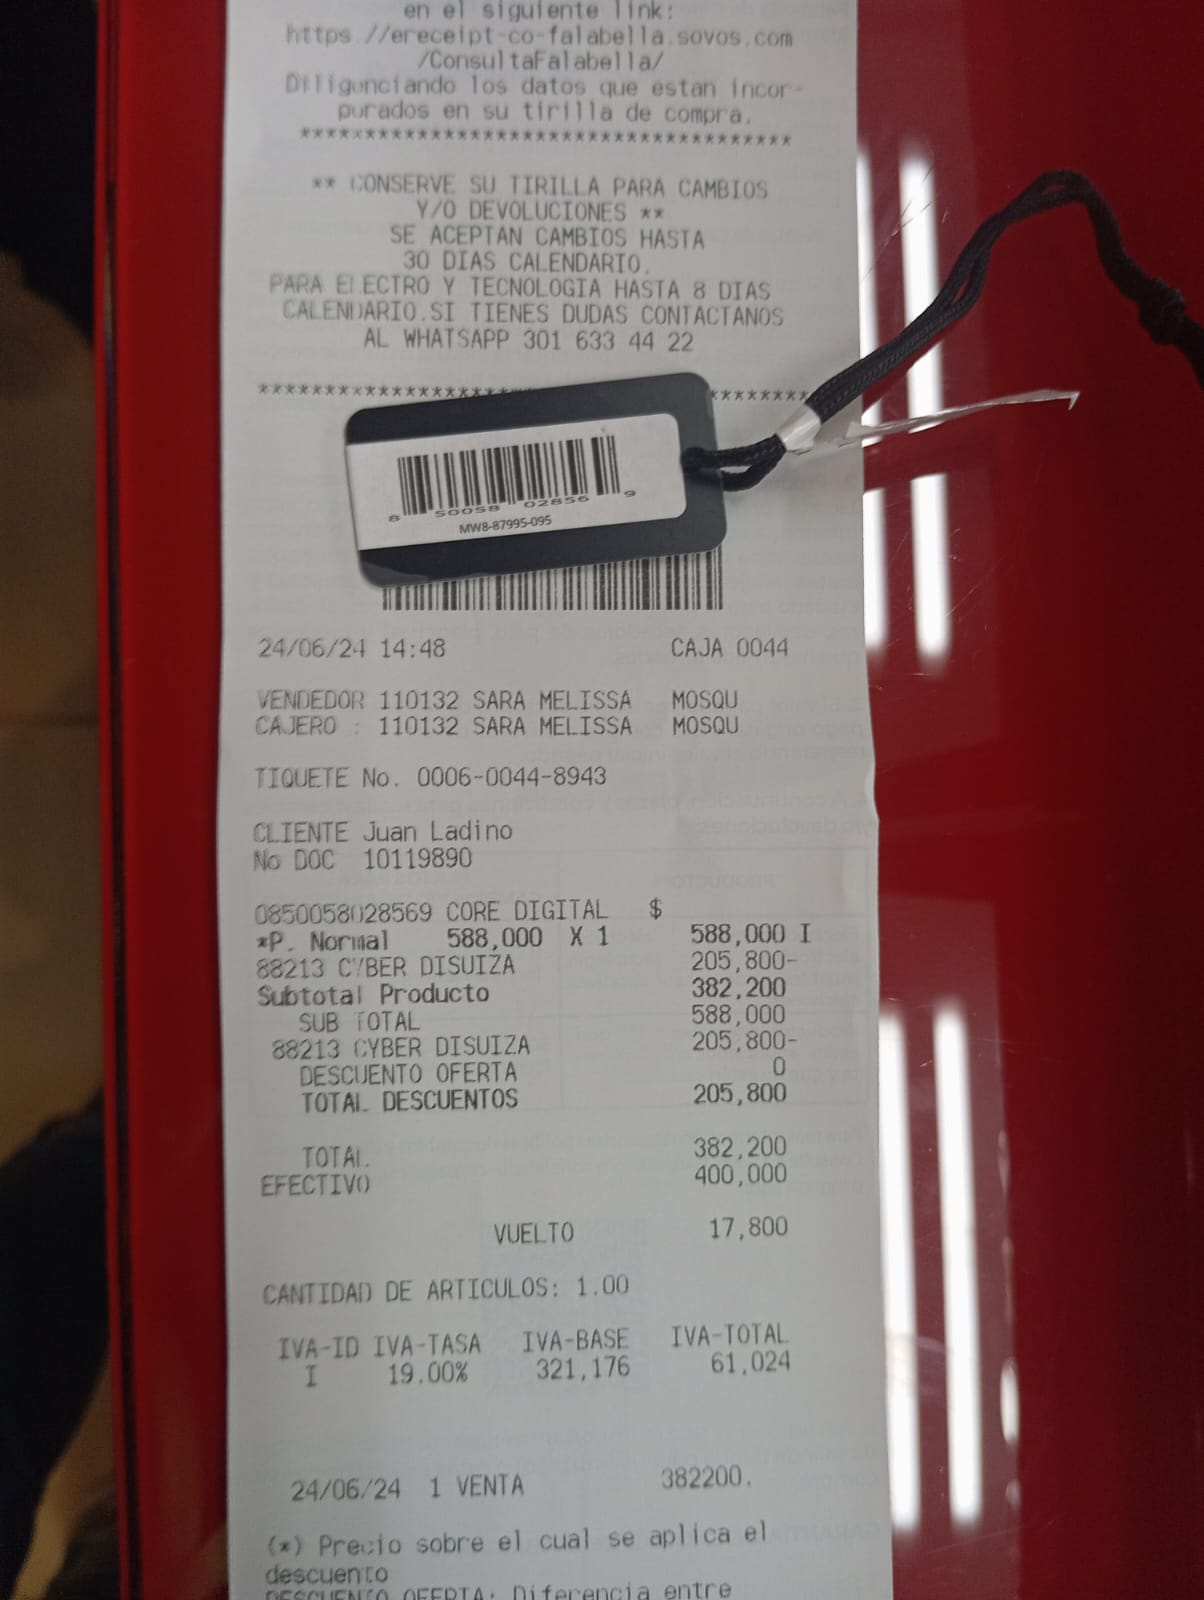 en el siguiente link:
https://ereceipt-co-falabella.sovos.com
/ConsultaFalabella/
Diligenciando los datos que estan incor-
purados en su tirilla de compra.
*************************************
** CONSERVE SU TIRILLA PARA CAMBIOS
Y/O DEVOLUCIONES **
SE ACEPTAN CAMBIOS HASTA
30 DIAS CALENDARIO.
PARA ELECTRO Y TECNOLOGIA HASTA 8 DIAS
CALENDARIO.SI TIENES DUDAS CONTACTANOS
AL WHATSAPP 301 633 44 22
8 50058 02856 9
MW8-87995-095
24/06/24 14:48 CAJA 0044
VENDEDOR 110132 SARA MELISSA MOSQU
CAJERO : 110132 SARA MELISSA MOSQU
TIQUETE No. 0006-0044-8943
CLIENTE Juan Ladino
No DOC 10119890
0850058028569 CORE DIGITAL $
*P. Normal 588,000 X 1 588,000 I
88213 CYBER DISUIZA 205,800-
Subtotal Producto 382,200
SUB TOTAL 588,000
88213 CYBER DISUIZA 205,800-
DESCUENTO OFERTA 0
TOTAL DESCUENTOS 205,800
TOTAL 382,200
EFECTIVO 400,000
VUELTO 17,800
CANTIDAD DE ARTICULOS: 1.00
IVA-ID IVA-TASA IVA-BASE IVA-TOTAL
I 19.00% 321,176 61,024
24/06/24 1 VENTA 382200.
(*) Precio sobre el cual se aplica el
descuento
DESCUENTO OFERTA: Diferencia entre